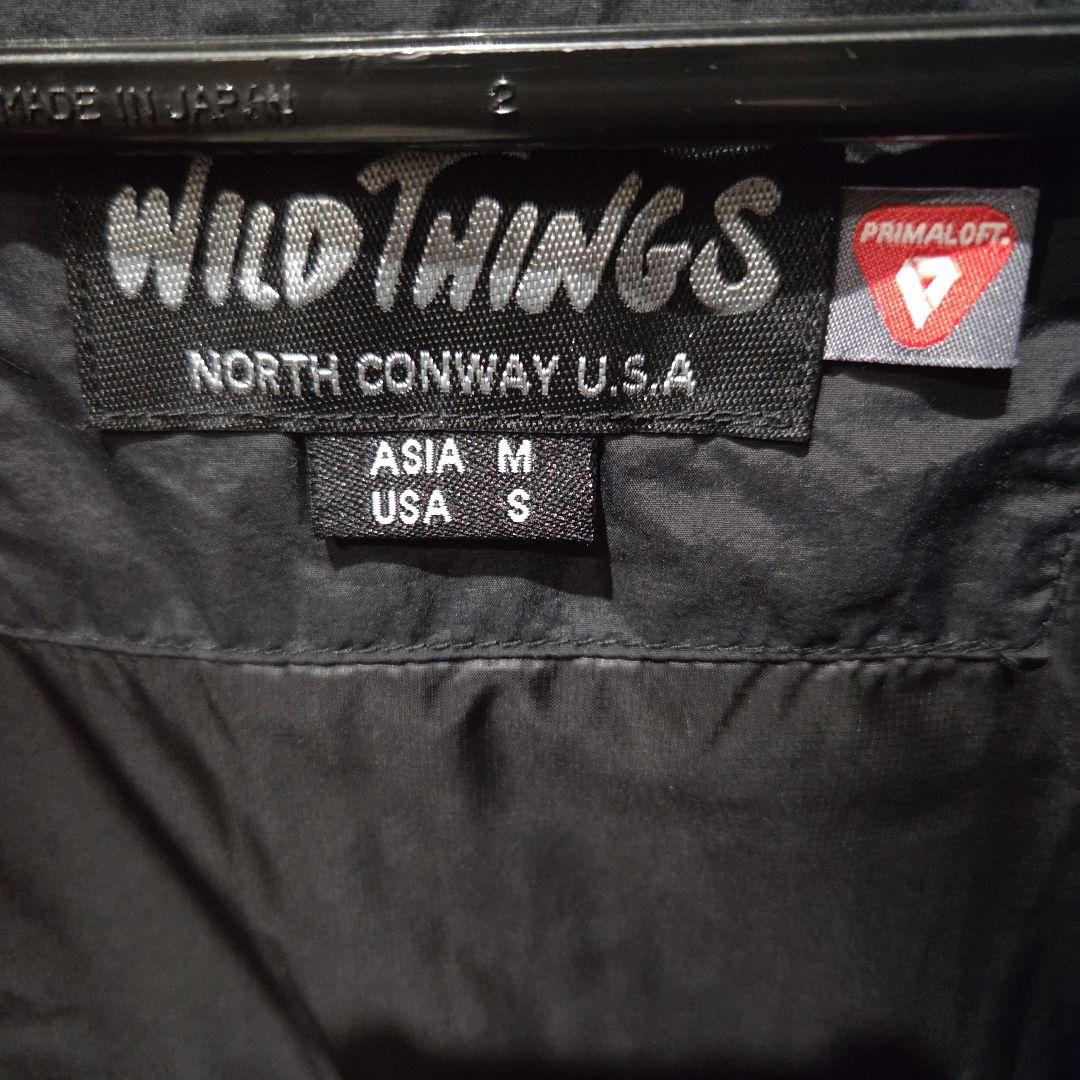 MADE IN JAPAN 2
WILD THINGS
PRIMALOFT.
NORTH CONWAY U.S.A
ASIA M
USA S